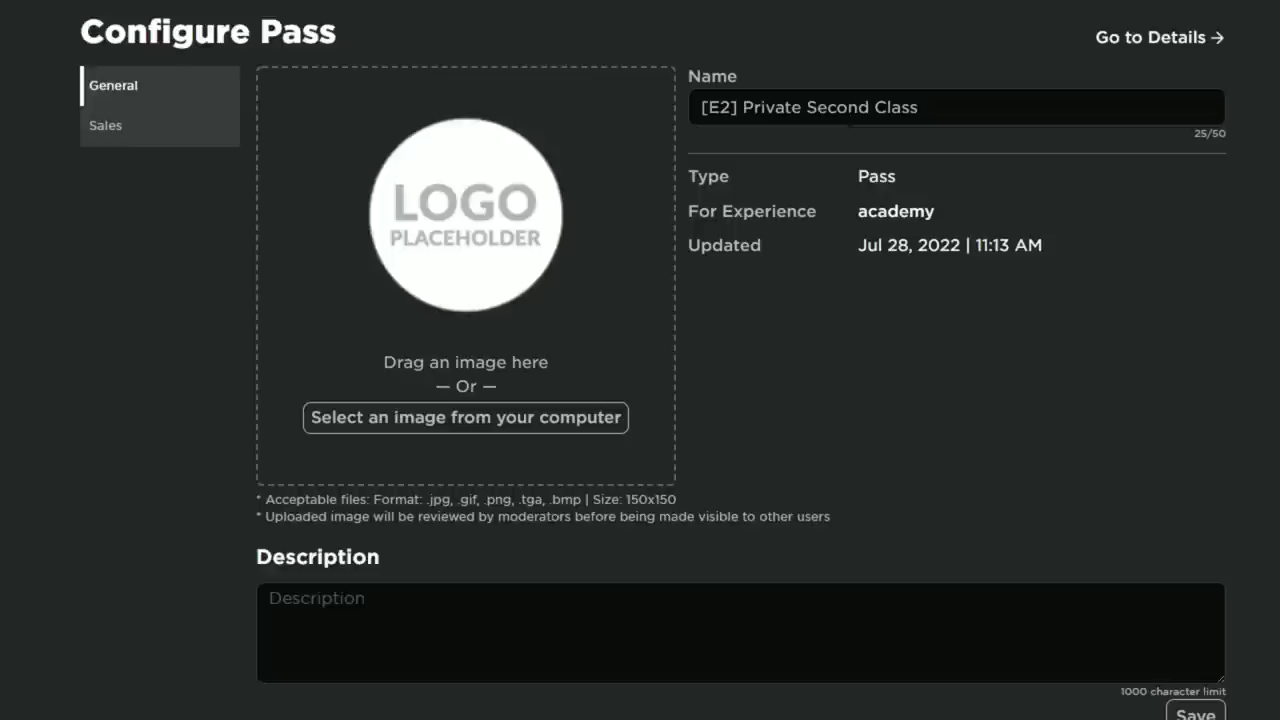 Configure Pass
Go to Details →
General
Sales
LOGO
PLACEHOLDER
Drag an image here
— Or —
Select an image from your computer
* Acceptable files: Format: .jpg, .gif, .png, .tga, .bmp | Size: 150x150
* Uploaded image will be reviewed by moderators before being made visible to other users
Name
[E2] Private Second Class
25/50
Type Pass
For Experience academy
Updated Jul 28, 2022 | 11:13 AM
Description
Description
1000 character limit
Save